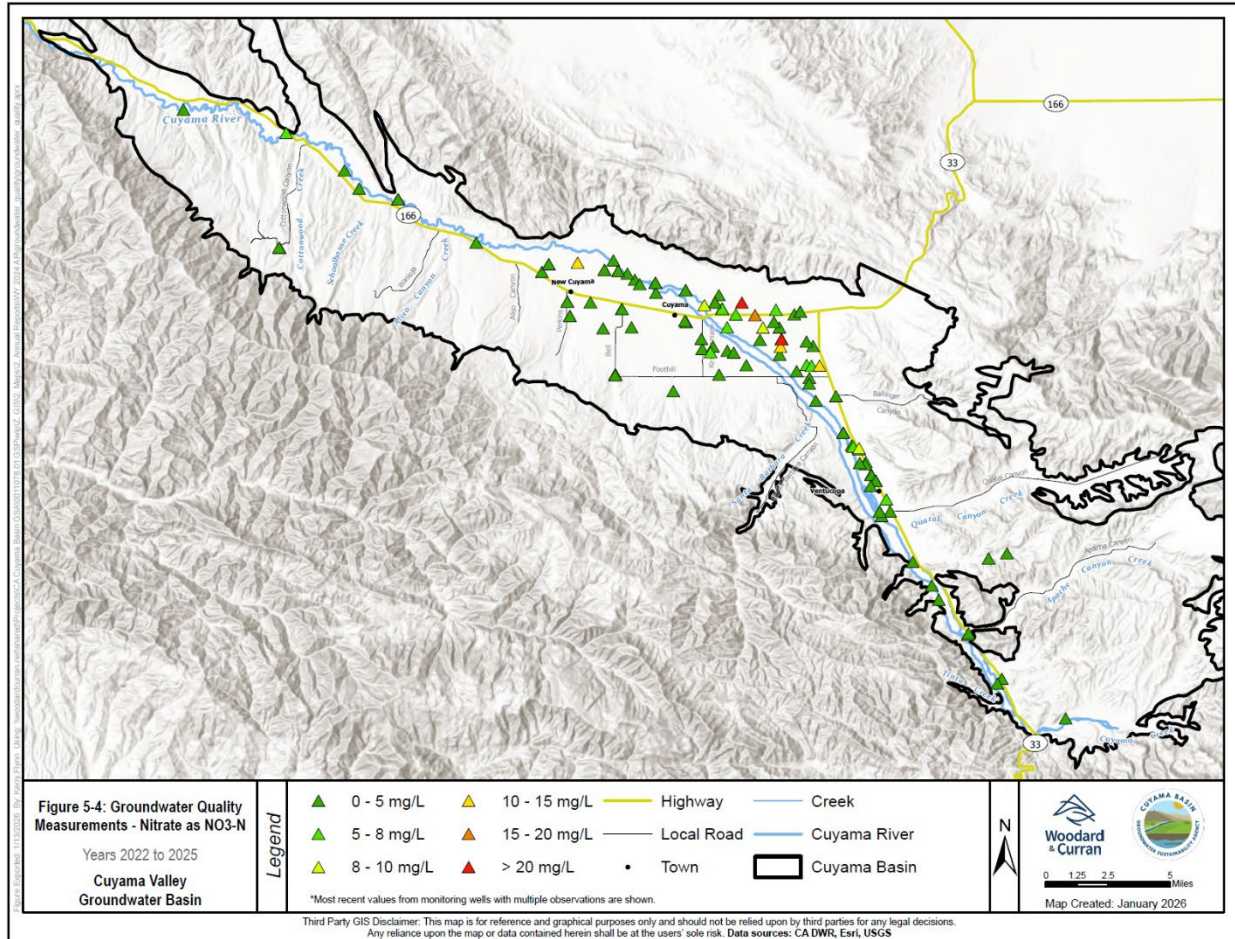 166
33
Cuyama River
Cottonwood Canyon
Cottonwood Creek
Schoolhouse Creek
166
Wasioja
Aliso Canyon Creek
Aliso Canyon
New Cuyama
Perkins
Bell
Cuyama
Kirschenmann
Foothill
Ballinger
Canyon
Santa Barbara Creek
Santa Barbara Canyon
Ventucopa
Quatal Canyon
Quatal Canyon Creek
Apache Canyon
Apache Canyon Creek
Tinta Creek
33
Cuyama Creek
Figure 5-4: Groundwater Quality
Measurements - Nitrate as NO3-N
Years 2022 to 2025
Cuyama Valley
Groundwater Basin
Legend
0 - 5 mg/L
10 - 15 mg/L
Highway
Creek
5 - 8 mg/L
15 - 20 mg/L
Local Road
Cuyama River
8 - 10 mg/L
> 20 mg/L
Town
Cuyama Basin
*Most recent values from monitoring wells with multiple observations are shown.
N
Woodard
& Curran
CUYAMA BASIN
GROUNDWATER SUSTAINABILITY AGENCY
0 1.25 2.5 5
Miles
Map Created: January 2026
Third Party GIS Disclaimer: This map is for reference and graphical purposes only and should not be relied upon by third parties for any legal decisions.
Any reliance upon the map or data contained herein shall be at the users' sole risk. Data sources: CA DWR, Esri, USGS